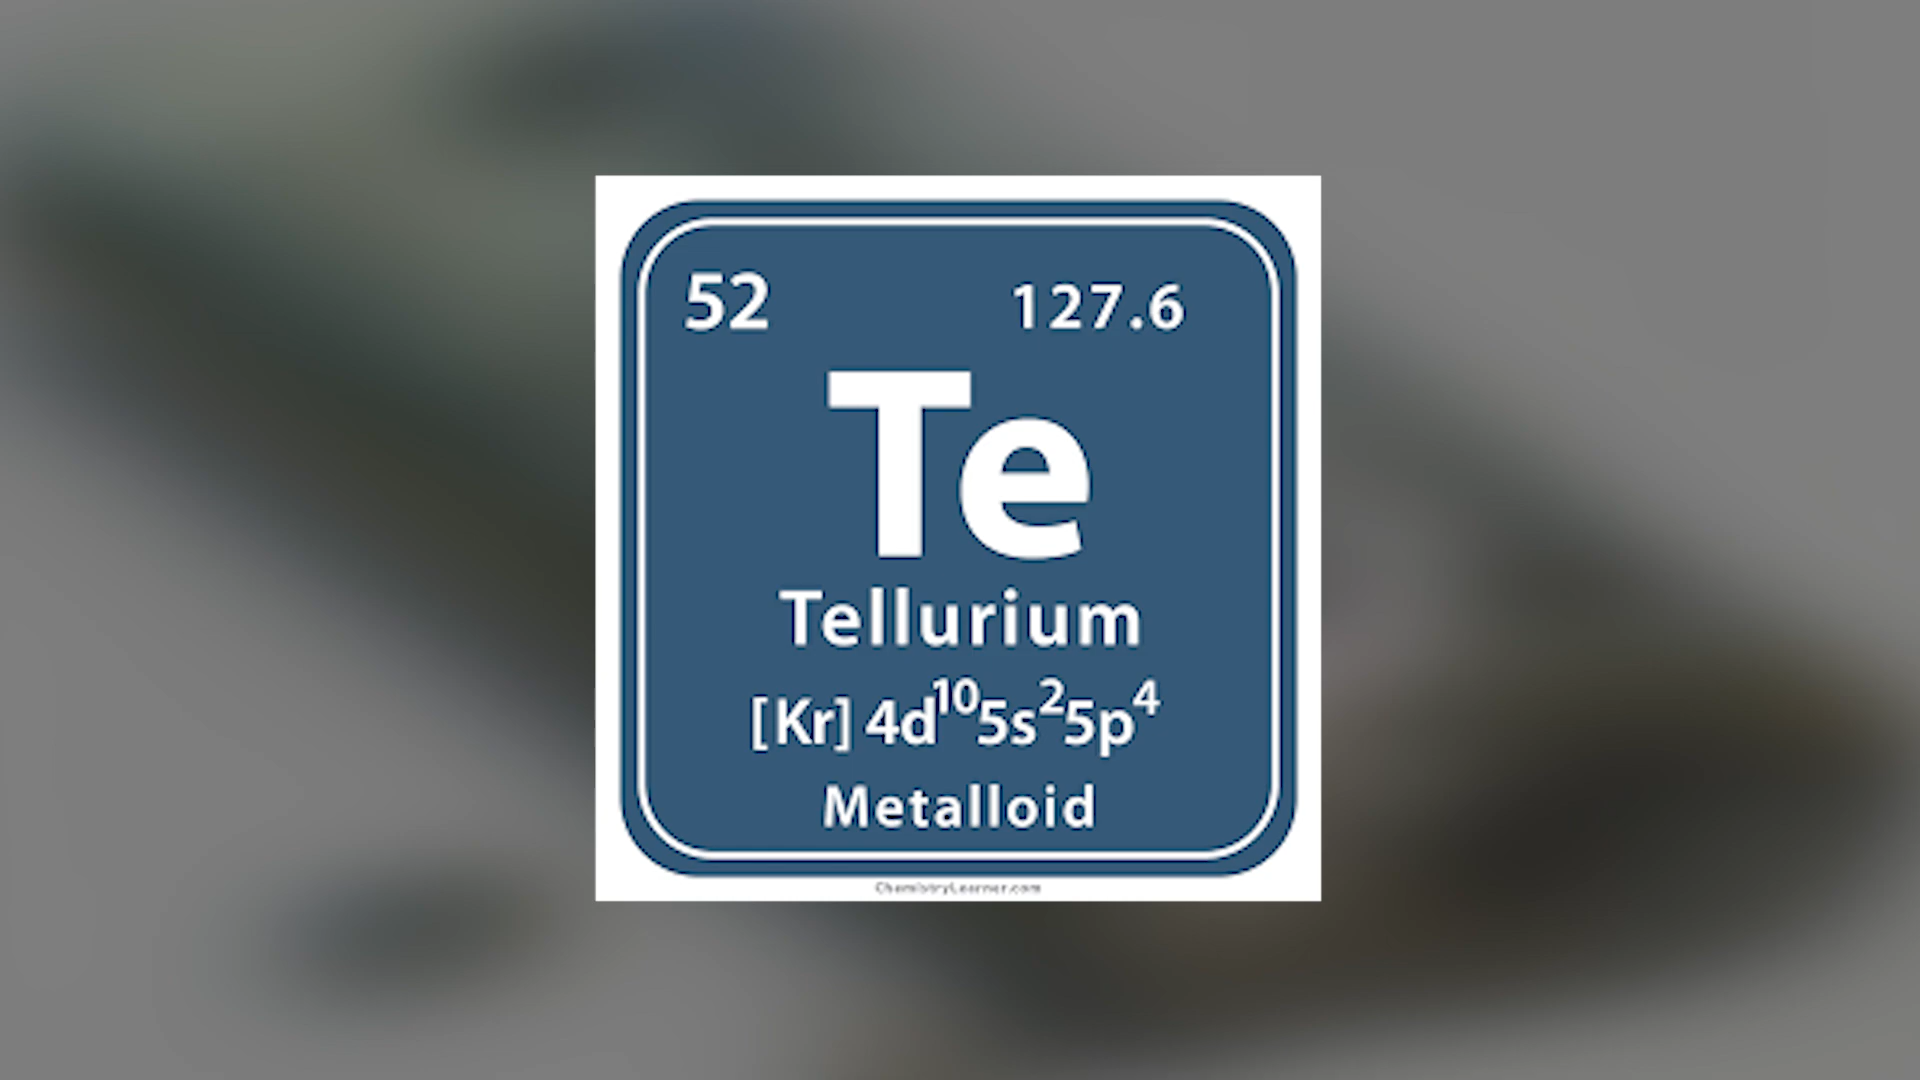 52 127.6
Te
Tellurium
[Kr] 4d¹⁰5s²5p⁴
Metalloid
ChemistryLearner.com